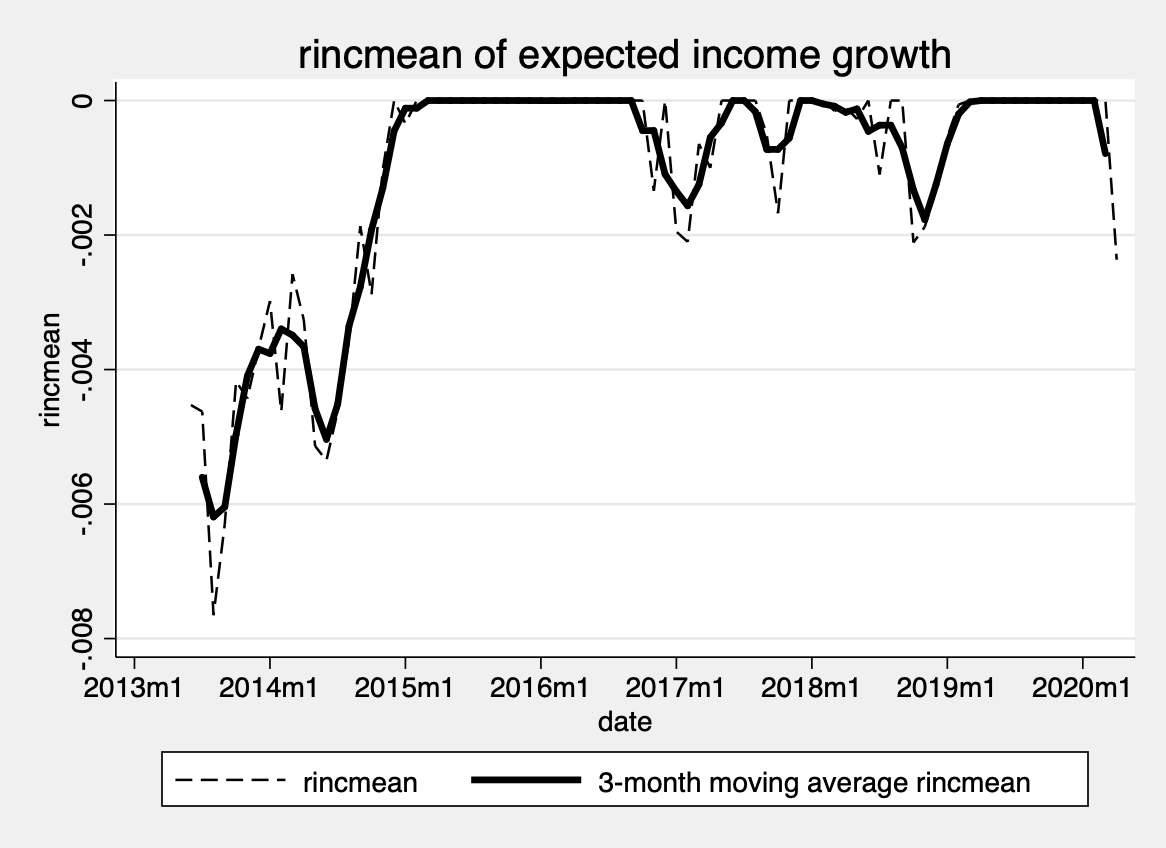 rincmean of expected income growth
rincmean
0
-.002
-.004
-.006
-.008
2013m1 2014m1 2015m1 2016m1 2017m1 2018m1 2019m1 2020m1
date
rincmean 3-month moving average rincmean